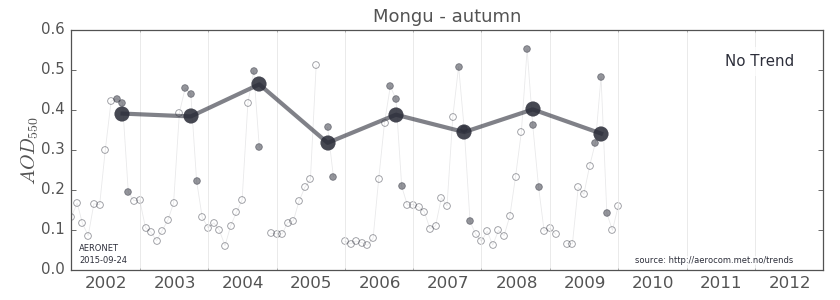 Mongu - autumn
0.6
0.5
0.4
0.3
0.2
0.1
0.0
AOD550
No Trend
AERONET
2015-09-24
source: http://aerocom.met.no/trends
2002 2003 2004 2005 2006 2007 2008 2009 2010 2011 2012